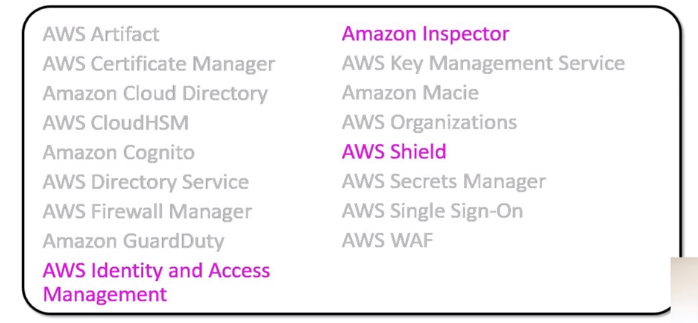 AWS Artifact
AWS Certificate Manager
Amazon Cloud Directory
AWS CloudHSM
Amazon Cognito
AWS Directory Service
AWS Firewall Manager
Amazon GuardDuty
AWS Identity and Access
Management
Amazon Inspector
AWS Key Management Service
Amazon Macie
AWS Organizations
AWS Shield
AWS Secrets Manager
AWS Single Sign-On
AWS WAF